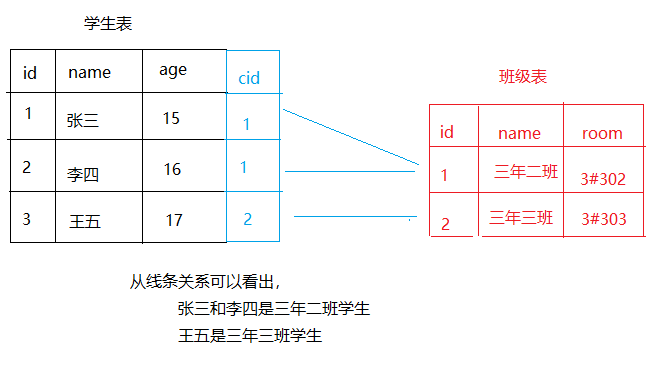 学生表
id name age cid
1 张三 15 1
2 李四 16 1
3 王五 17 2
班级表
id name room
1 三年二班 3#302
2 三年三班 3#303
从线条关系可以看出，
张三和李四是三年二班学生
王五是三年三班学生